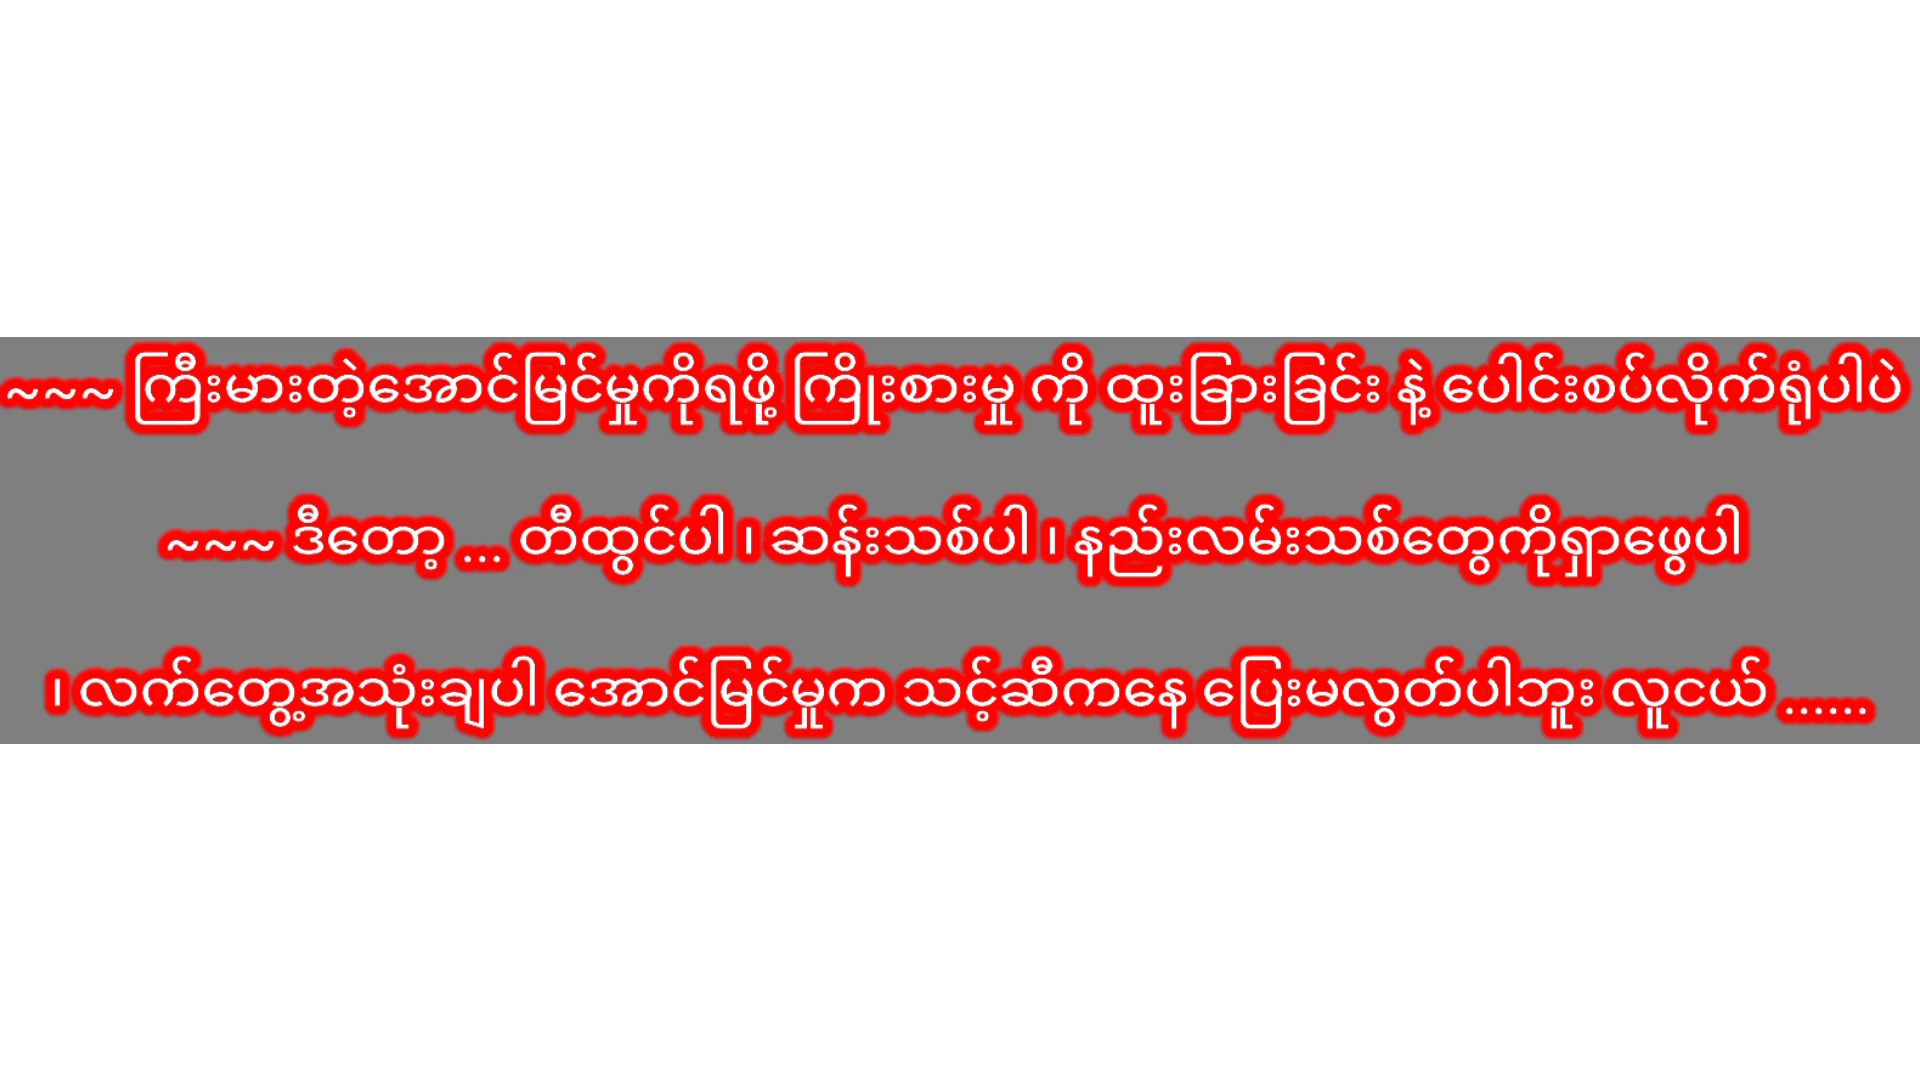 ~~~ ကြီးမားတဲ့အောင်မြင်မှုကိုရဖို့ ကြိုးစားမှု ကို ထူးခြားခြင်း နဲ့ ပေါင်းစပ်လိုက်ရုံပါပဲ
~~~ ဒီတော့ ... တီထွင်ပါ ၊ ဆန်းသစ်ပါ ၊ နည်းလမ်းသစ်တွေကိုရှာဖွေပါ
၊ လက်တွေ့အသုံးချပါ အောင်မြင်မှုက သင့်ဆီကနေ ပြေးမလွတ်ပါဘူး လူငယ် ......